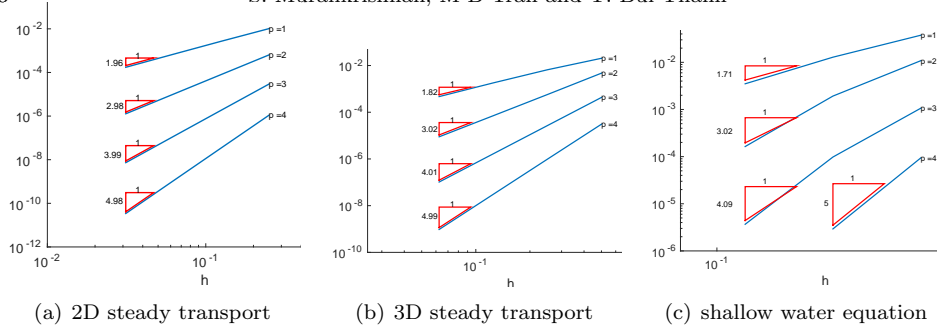 S. Muralikrishnan, M-B Tran and T. Bui-Thanh
10-2
10-4
10-6
10-8
10-10
10-12
10-2
10-1
h
1
1.96
1
2.98
1
3.99
1
4.98
p =1
p =2
p =3
p =4
(a) 2D steady transport
10-2
10-4
10-6
10-8
10-10
10-1
h
1
1.82
1
3.02
1
4.01
1
4.99
p =1
p =2
p =3
p =4
(b) 3D steady transport
10-2
10-3
10-4
10-5
10-6
10-1
h
1
1.71
1
3.02
1
4.09
1
5
p =1
p =2
p =3
p =4
(c) shallow water equation